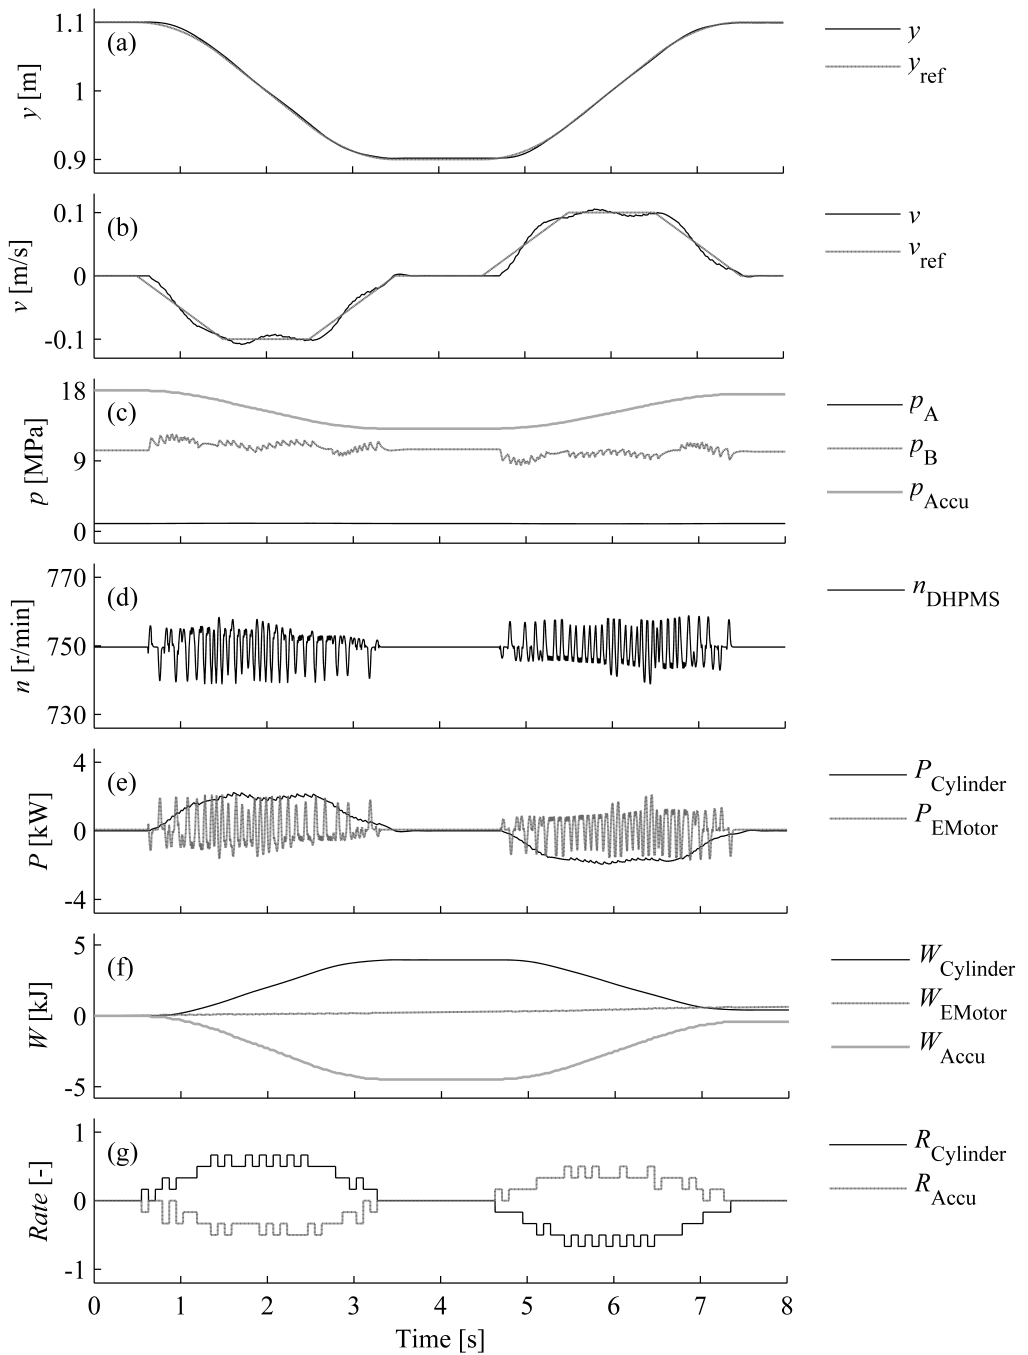 1.1
1
0.9
y [m]
(a)
y
y_ref
0.1
0
-0.1
v [m/s]
(b)
v
v_ref
18
9
0
p [MPa]
(c)
p_A
p_B
p_Accu
770
750
730
n [r/min]
(d)
n_DHPMS
4
0
-4
P [kW]
(e)
P_Cylinder
P_EMotor
5
0
-5
W [kJ]
(f)
W_Cylinder
W_EMotor
W_Accu
1
0
-1
Rate [-]
(g)
R_Cylinder
R_Accu
0 1 2 3 4 5 6 7 8
Time [s]